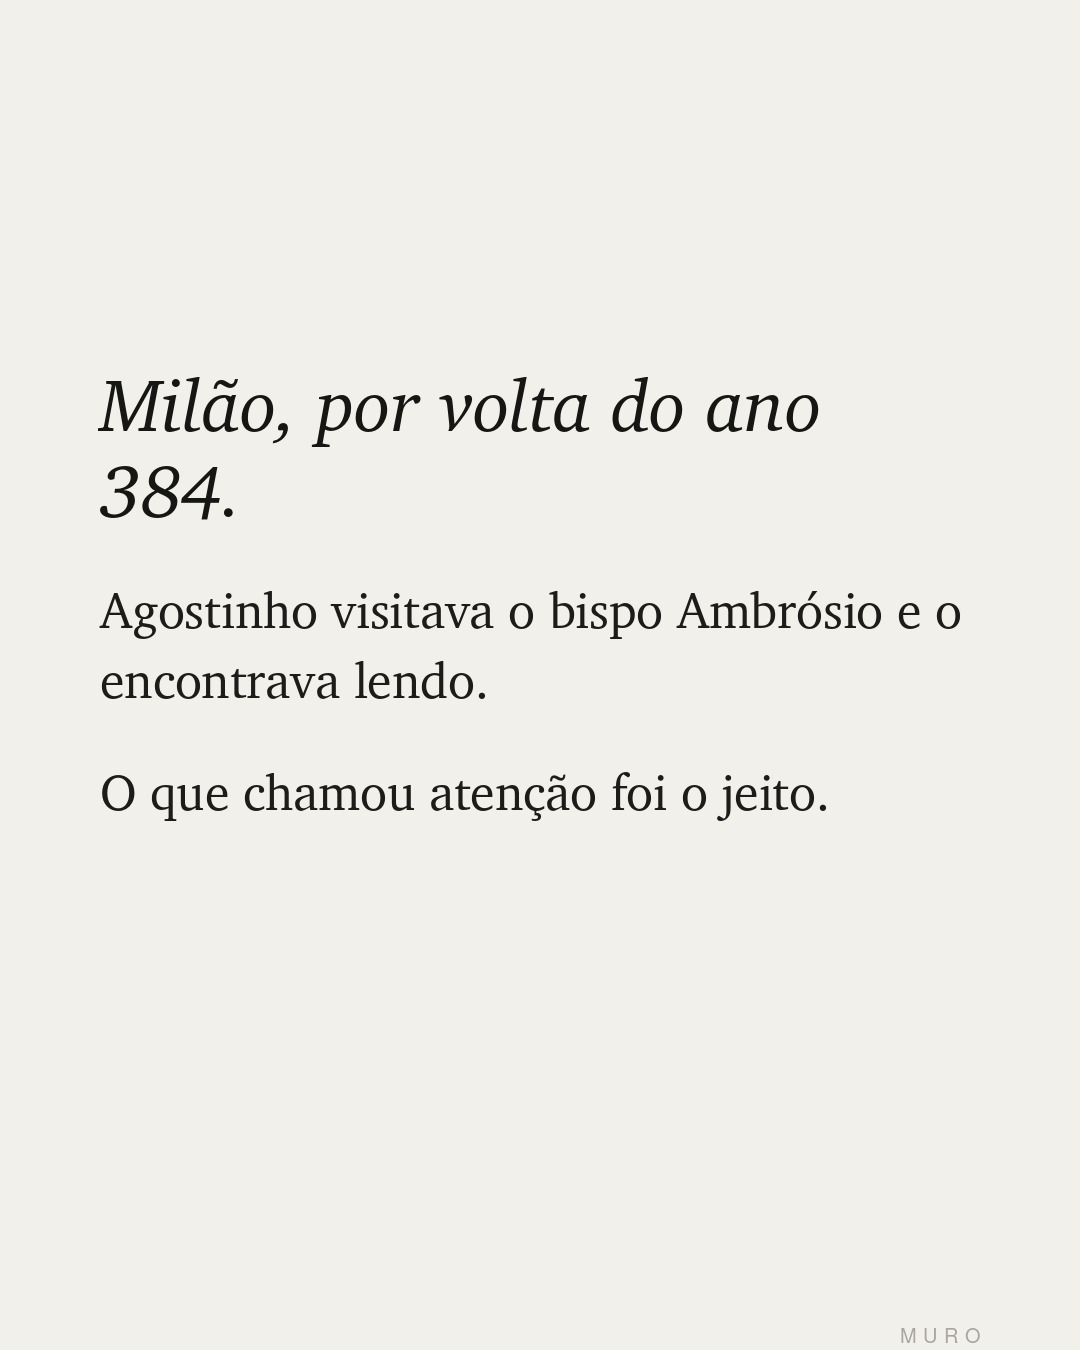 Milão, por volta do ano
384.
Agostinho visitava o bispo Ambrósio e o
encontrava lendo.
O que chamou atenção foi o jeito.
MURO